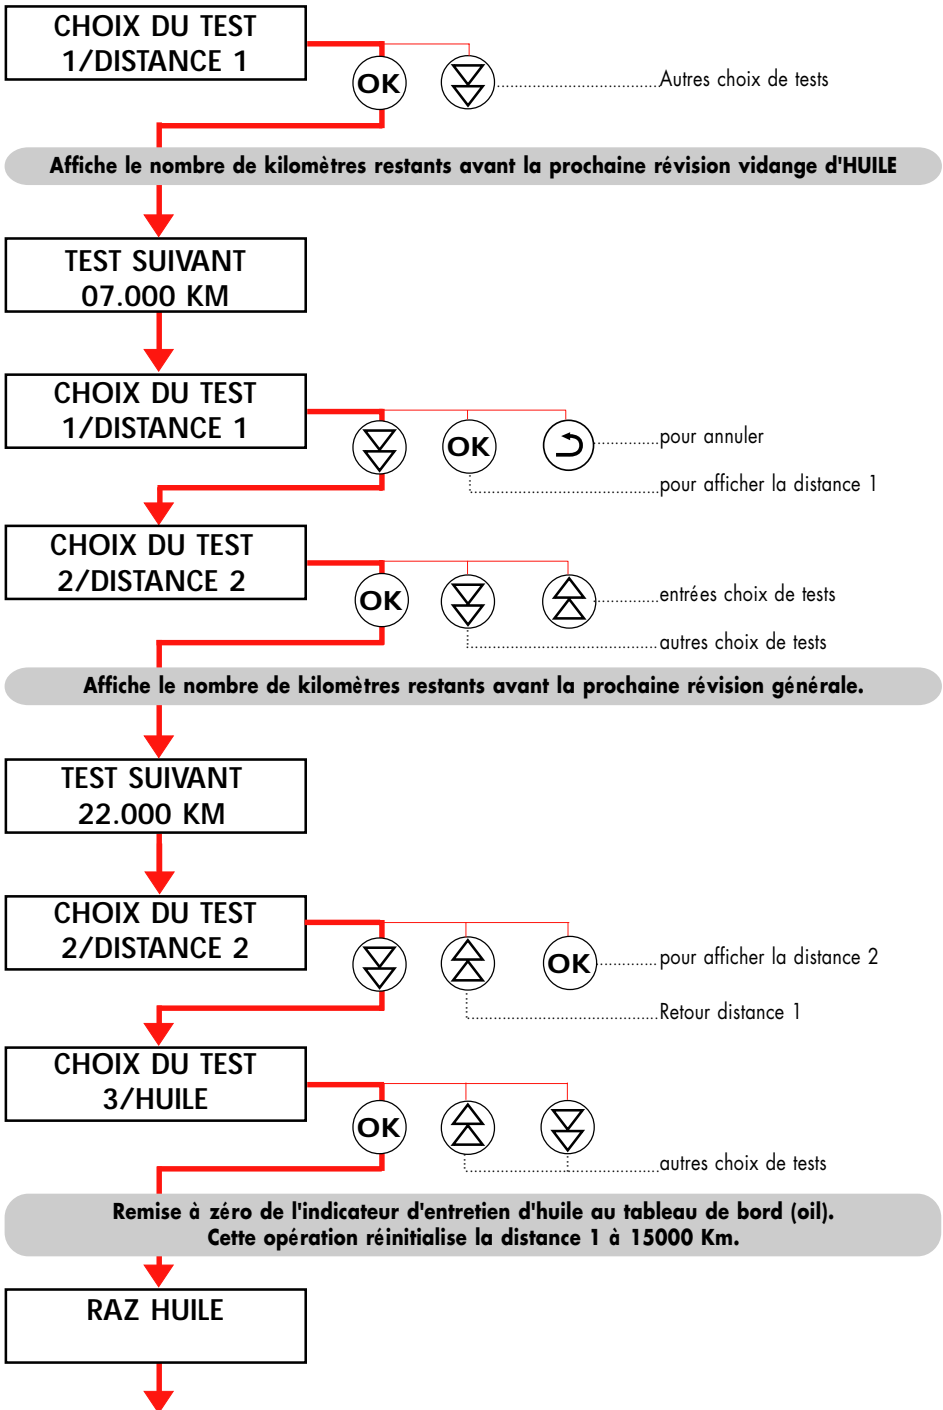 CHOIX DU TEST
1/DISTANCE 1
OK
Autres choix de tests
Affiche le nombre de kilomètres restants avant la prochaine révision vidange d'HUILE
TEST SUIVANT
07.000 KM
CHOIX DU TEST
1/DISTANCE 1
OK
pour annuler
pour afficher la distance 1
CHOIX DU TEST
2/DISTANCE 2
OK
entrées choix de tests
autres choix de tests
Affiche le nombre de kilomètres restants avant la prochaine révision générale.
TEST SUIVANT
22.000 KM
CHOIX DU TEST
2/DISTANCE 2
OK
pour afficher la distance 2
Retour distance 1
CHOIX DU TEST
3/HUILE
OK
autres choix de tests
Remise à zéro de l'indicateur d'entretien d'huile au tableau de bord (oil).
Cette opération réinitialise la distance 1 à 15000 Km.
RAZ HUILE